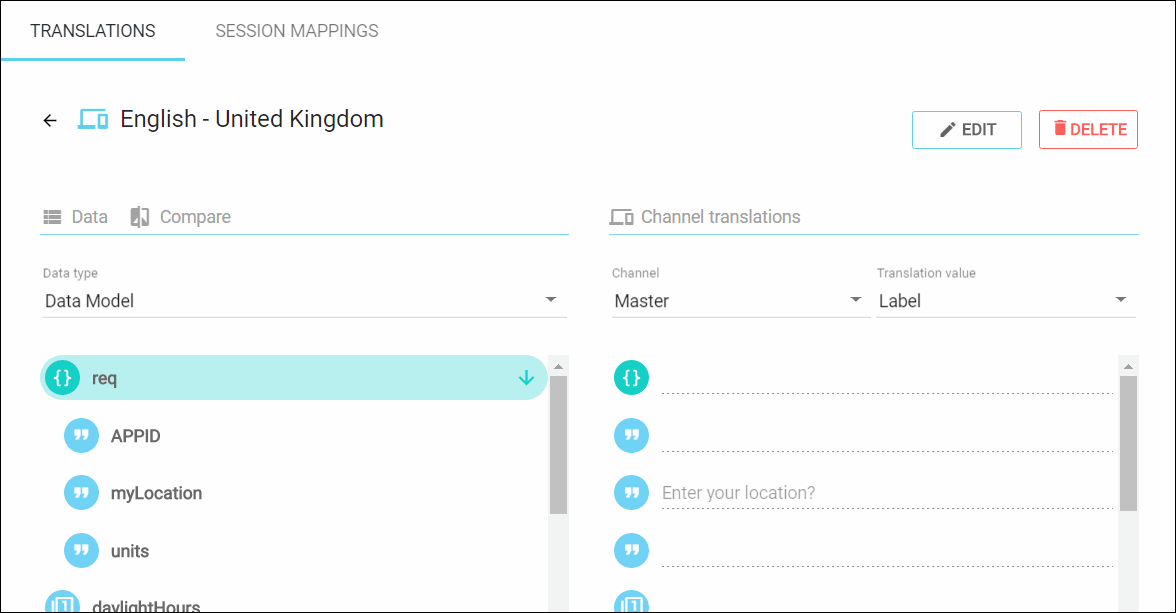 TRANSLATIONS SESSION MAPPINGS
English - United Kingdom
EDIT DELETE
Data Compare Channel translations
Data type Channel Translation value
Data Model Master Label
req
APPID
myLocation Enter your location?
units
daylightHours